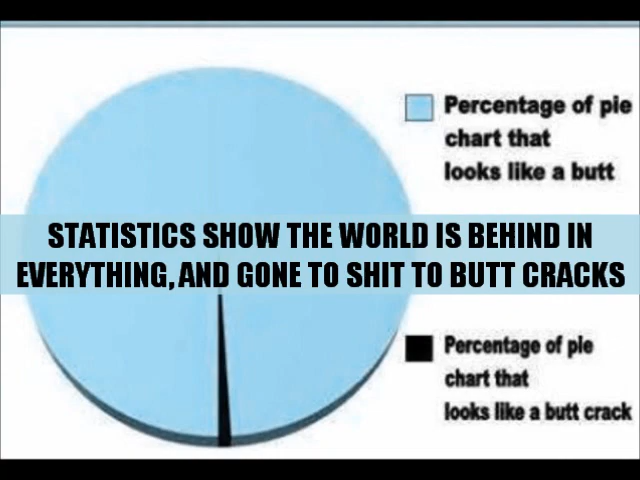 Percentage of pie
chart that
looks like a butt
STATISTICS SHOW THE WORLD IS BEHIND IN
EVERYTHING, AND GONE TO SHIT TO BUTT CRACKS
Percentage of pie
chart that
looks like a butt crack